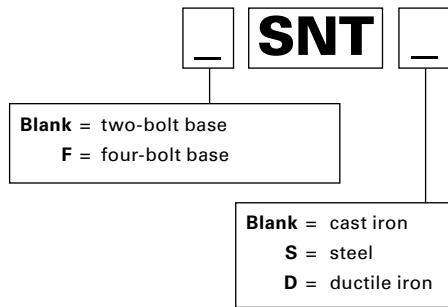 _ SNT _
Blank = two-bolt base
F = four-bolt base
Blank = cast iron
S = steel
D = ductile iron